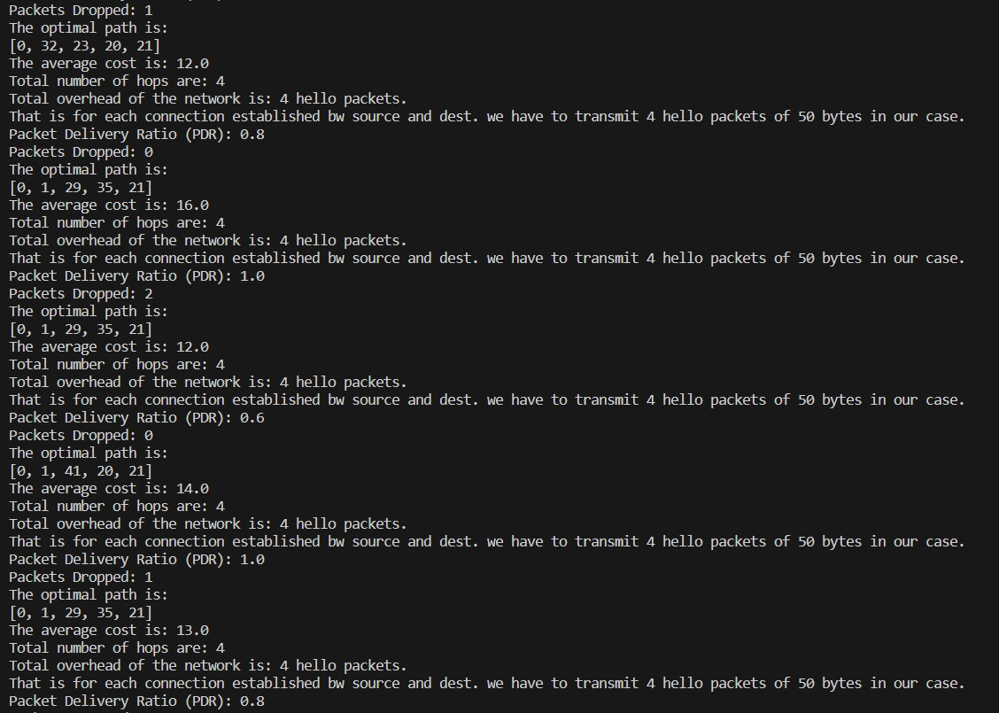 Packets Dropped: 1
The optimal path is:
[0, 32, 23, 20, 21]
The average cost is: 12.0
Total number of hops are: 4
Total overhead of the network is: 4 hello packets.
That is for each connection established bw source and dest. we have to transmit 4 hello packets of 50 bytes in our case.
Packet Delivery Ratio (PDR): 0.8
Packets Dropped: 0
The optimal path is:
[0, 1, 29, 35, 21]
The average cost is: 16.0
Total number of hops are: 4
Total overhead of the network is: 4 hello packets.
That is for each connection established bw source and dest. we have to transmit 4 hello packets of 50 bytes in our case.
Packet Delivery Ratio (PDR): 1.0
Packets Dropped: 2
The optimal path is:
[0, 1, 29, 35, 21]
The average cost is: 12.0
Total number of hops are: 4
Total overhead of the network is: 4 hello packets.
That is for each connection established bw source and dest. we have to transmit 4 hello packets of 50 bytes in our case.
Packet Delivery Ratio (PDR): 0.6
Packets Dropped: 0
The optimal path is:
[0, 1, 41, 20, 21]
The average cost is: 14.0
Total number of hops are: 4
Total overhead of the network is: 4 hello packets.
That is for each connection established bw source and dest. we have to transmit 4 hello packets of 50 bytes in our case.
Packet Delivery Ratio (PDR): 1.0
Packets Dropped: 1
The optimal path is:
[0, 1, 29, 35, 21]
The average cost is: 13.0
Total number of hops are: 4
Total overhead of the network is: 4 hello packets.
That is for each connection established bw source and dest. we have to transmit 4 hello packets of 50 bytes in our case.
Packet Delivery Ratio (PDR): 0.8